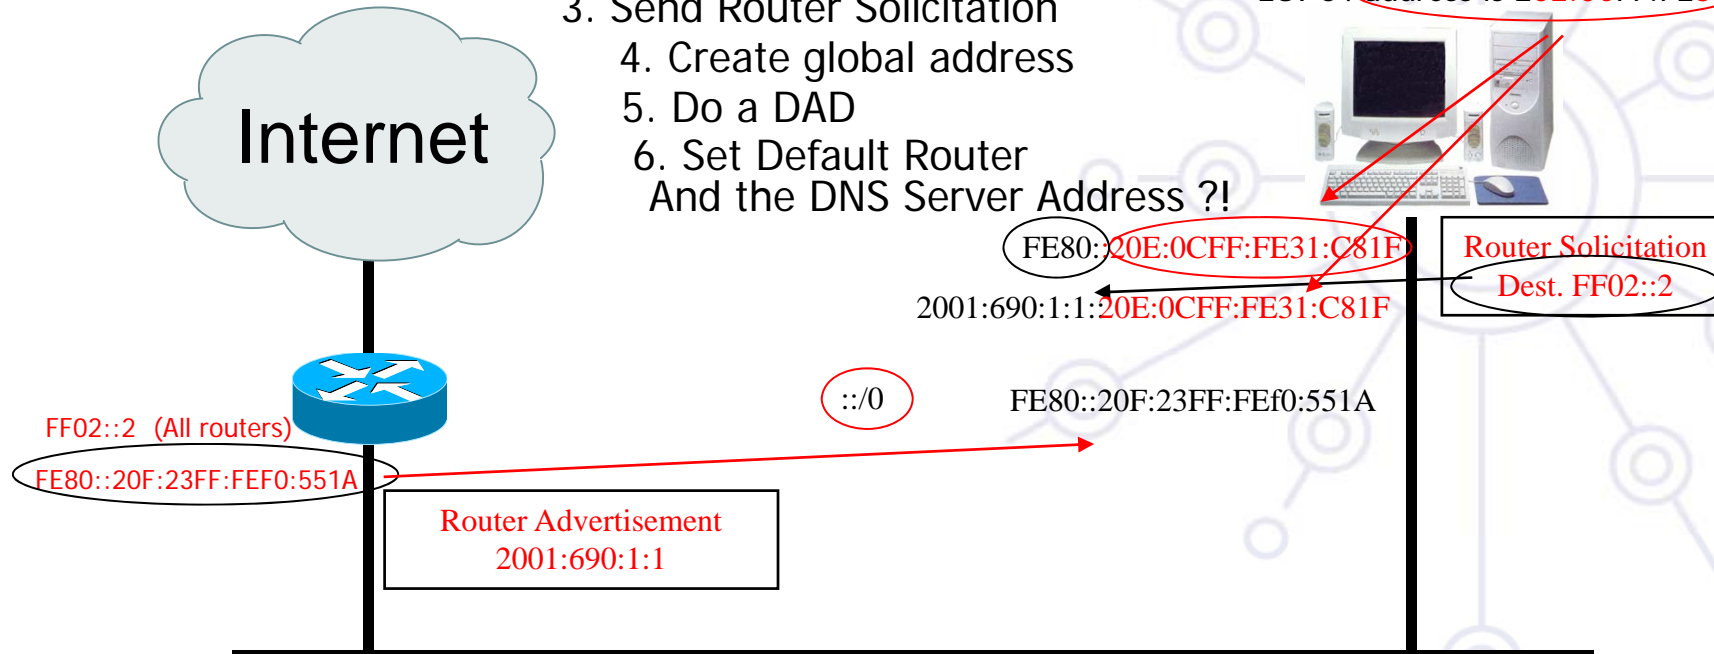 3. Send Router Solicitation
4. Create global address
5. Do a DAD
6. Set Default Router
And the DNS Server Address ?!
Internet
FE80::20E:0CFF:FE31:C81F
2001:690:1:1::20E:0CFF:FE31:C81F
Router Solicitation
Dest. FF02::2
::/0
FE80::20F:23FF:FEf0:551A
FF02::2 (All routers)
FE80::20F:23FF:FEF0:551A
Router Advertisement
2001:690:1:1